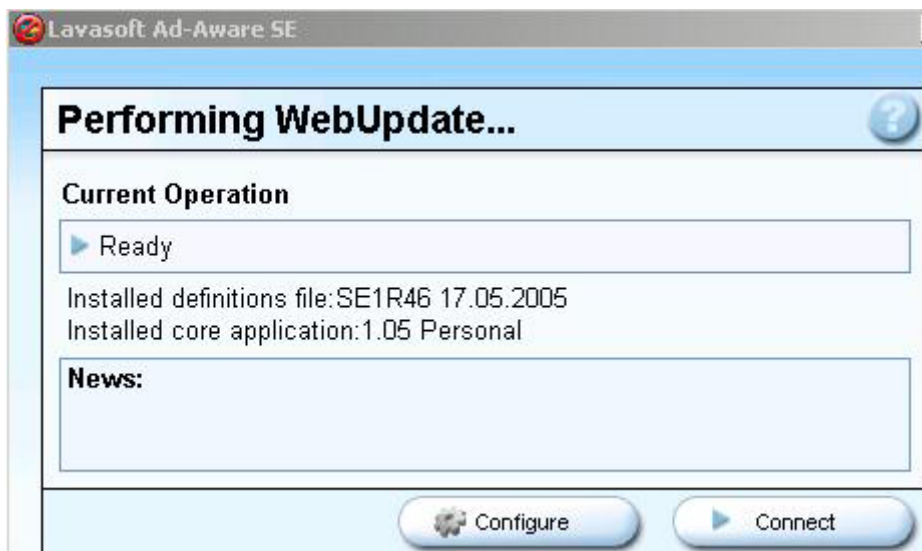 Lavasoft Ad-Aware SE
Performing WebUpdate...
?
Current Operation
Ready
Installed definitions file:SE1R46 17.05.2005
Installed core application:1.05 Personal
News:
Configure
Connect